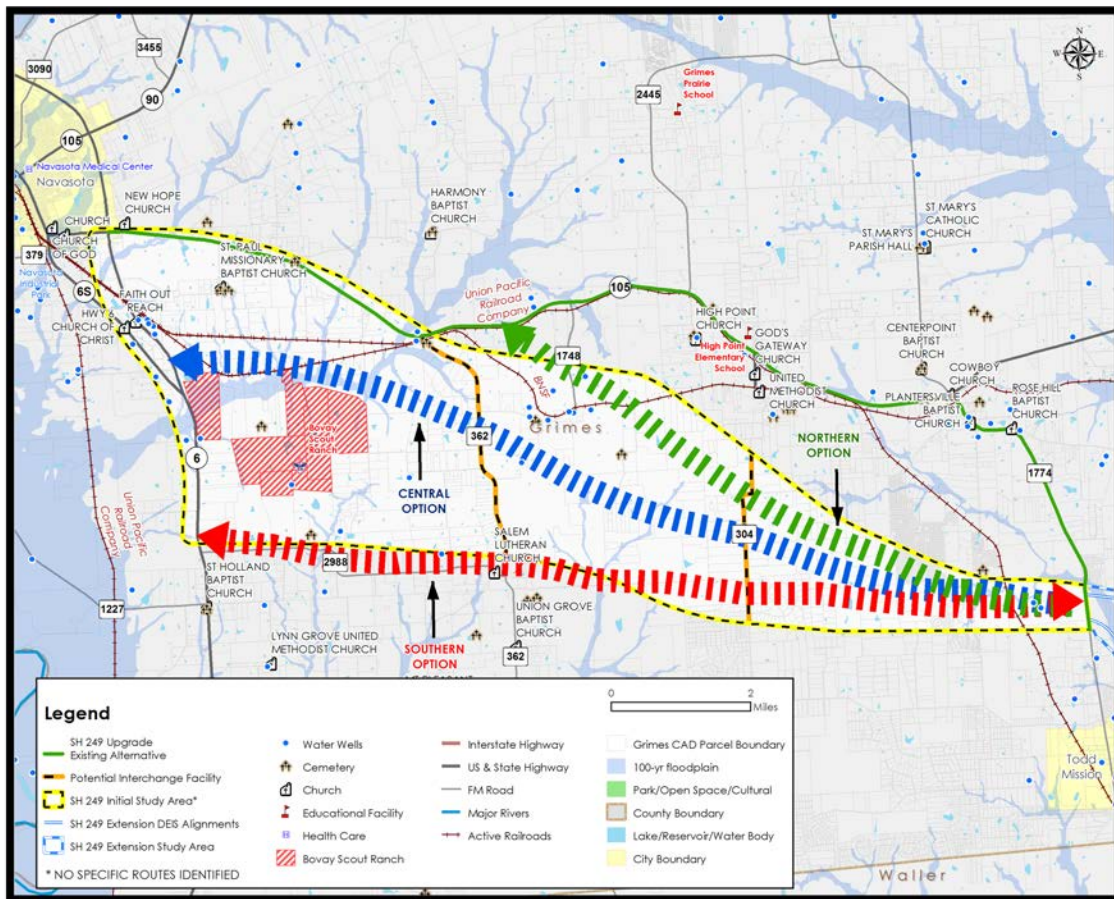 3455
3090
90
N
W
E
S
Grimes
Prairie
School
2445
105
Navasota Medical Center
Navasota
NEW HOPE
CHURCH
HARMONY
BAPTIST
CHURCH
ST MARY'S
CATHOLIC
CHURCH
ST MARY'S
PARISH HALL
CHURCH
CHURCH
OF GOD
379
ST. PAUL
MISSIONARY
BAPTIST CHURCH
Navasota
Industrial
Park
6S
FAITH OUT
REACH
HWY 6
CHURCH OF
CHRIST
Union Pacific
Railroad
Company
105
HIGH POINT
CHURCH
GOD'S
GATEWAY
CHURCH
High Point
Elementary
School
UNITED
METHODIST
CHURCH
CENTERPOINT
BAPTIST
CHURCH
COWBOY
CHURCH
ROSE HILL
BAPTIST
CHURCH
PLANTERSVILLE
BAPTIST
CHURCH
1748
BNSF
Grimes
362
Bovay
Scout
Ranch
6
NORTHERN
OPTION
1774
CENTRAL
OPTION
Union Pacific
Railroad
Company
304
SALEM
LUTHERAN
CHURCH
2988
ST HOLLAND
BAPTIST
CHURCH
1227
UNION GROVE
BAPTIST
CHURCH
LYNN GROVE UNITED
METHODIST CHURCH
SOUTHERN
OPTION
362
Todd
Mission
Waller
Legend
0 2
Miles
SH 249 Upgrade
Existing Alternative
Potential Interchange Facility
SH 249 Initial Study Area*
SH 249 Extension DEIS Alignments
SH 249 Extension Study Area
* NO SPECIFIC ROUTES IDENTIFIED
Water Wells
Cemetery
Church
Educational Facility
Health Care
Bovay Scout Ranch
Interstate Highway
US & State Highway
FM Road
Major Rivers
Active Railroads
Grimes CAD Parcel Boundary
100-yr floodplain
Park/Open Space/Cultural
County Boundary
Lake/Reservoir/Water Body
City Boundary